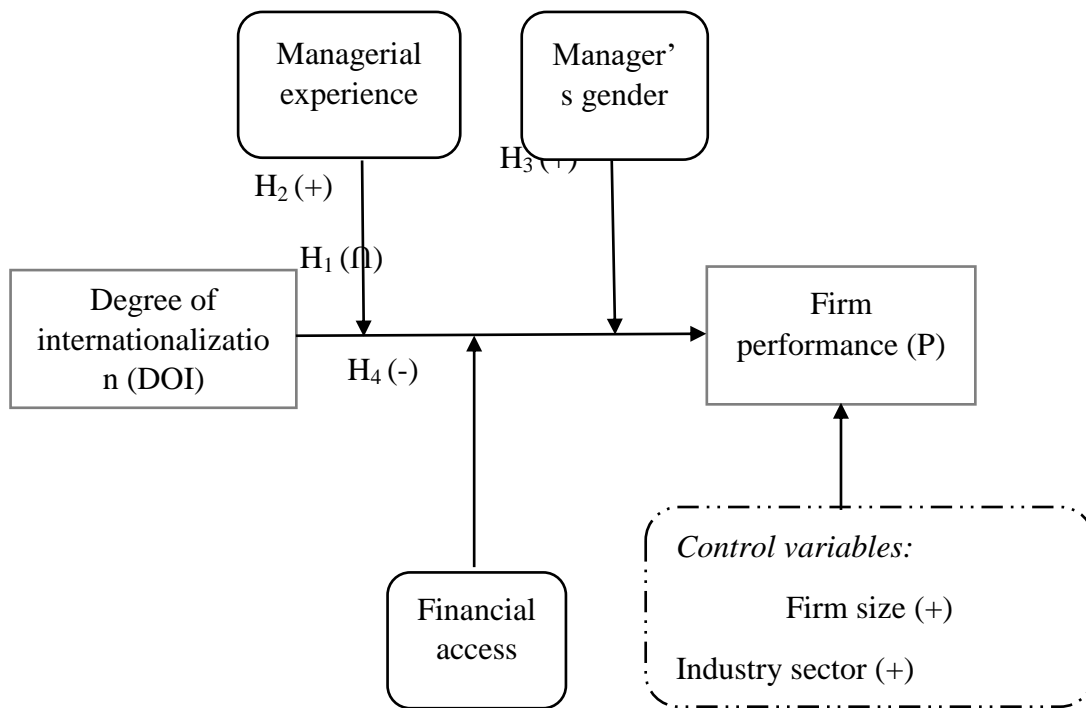 Managerial
experience
Manager’
s gender
H₃ (+)
H₂ (+)
H₁ (∩)
Degree of
internationalizatio
n (DOI)
Firm
performance (P)
H₄ (-)
Control variables:
Firm size (+)
Industry sector (+)
Financial
access